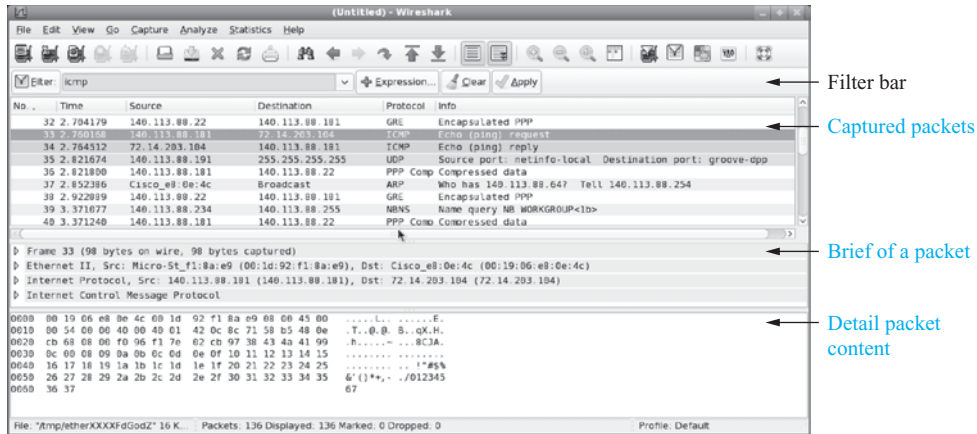 (Untitled) - Wireshark
File Edit View Go Capture Analyze Statistics Help
Filter: icmp Expression... Clear Apply
Filter bar
No. . Time Source Destination Protocol Info
32 2.704179 140.113.88.22 140.113.88.181 GRE Encapsulated PPP
33 2.760168 140.113.88.181 72.14.203.104 ICMP Echo (ping) request
Captured packets
34 2.764512 72.14.203.104 140.113.88.181 ICMP Echo (ping) reply
35 2.821674 140.113.88.191 255.255.255.255 UDP Source port: netinfo-local Destination port: groove-dpp
36 2.821800 140.113.88.181 140.113.88.22 PPP Comp Compressed data
37 2.852386 Cisco_e8:0e:4c Broadcast ARP Who has 140.113.88.64? Tell 140.113.88.254
38 2.922889 140.113.88.22 140.113.88.181 GRE Encapsulated PPP
39 3.371077 140.113.88.234 140.113.88.255 NBNS Name query NB WORKGROUP<1b>
40 3.371240 140.113.88.181 140.113.88.22 PPP Comp Compressed data
Frame 33 (98 bytes on wire, 98 bytes captured)
Brief of a packet
Ethernet II, Src: Micro-St_f1:8a:e9 (00:1d:92:f1:8a:e9), Dst: Cisco_e8:0e:4c (00:19:06:e8:0e:4c)
Internet Protocol, Src: 140.113.88.181 (140.113.88.181), Dst: 72.14.203.104 (72.14.203.104)
Internet Control Message Protocol
0000 00 19 06 e8 0e 4c 00 1d 92 f1 8a e9 08 00 45 00 .....L.. ......E.
0010 00 54 00 00 40 00 40 01 42 0c 8c 71 58 b5 48 0e .T..@.@. B..qX.H.
0020 cb 68 08 00 f0 96 f1 7e 02 cb 97 38 43 4a 41 99 .h.....~ ...8CJA.
0030 0c 00 08 09 0a 0b 0c 0d 0e 0f 10 11 12 13 14 15 ........ ........
0040 16 17 18 19 1a 1b 1c 1d 1e 1f 20 21 22 23 24 25 ........ .. !"#$%
0050 26 27 28 29 2a 2b 2c 2d 2e 2f 30 31 32 33 34 35 &'()*+,- ./012345
0060 36 37 67
Detail packet
content
File: "/tmp/etherXXXXFdGodZ" 16 K... Packets: 136 Displayed: 136 Marked: 0 Dropped: 0 Profile: Default